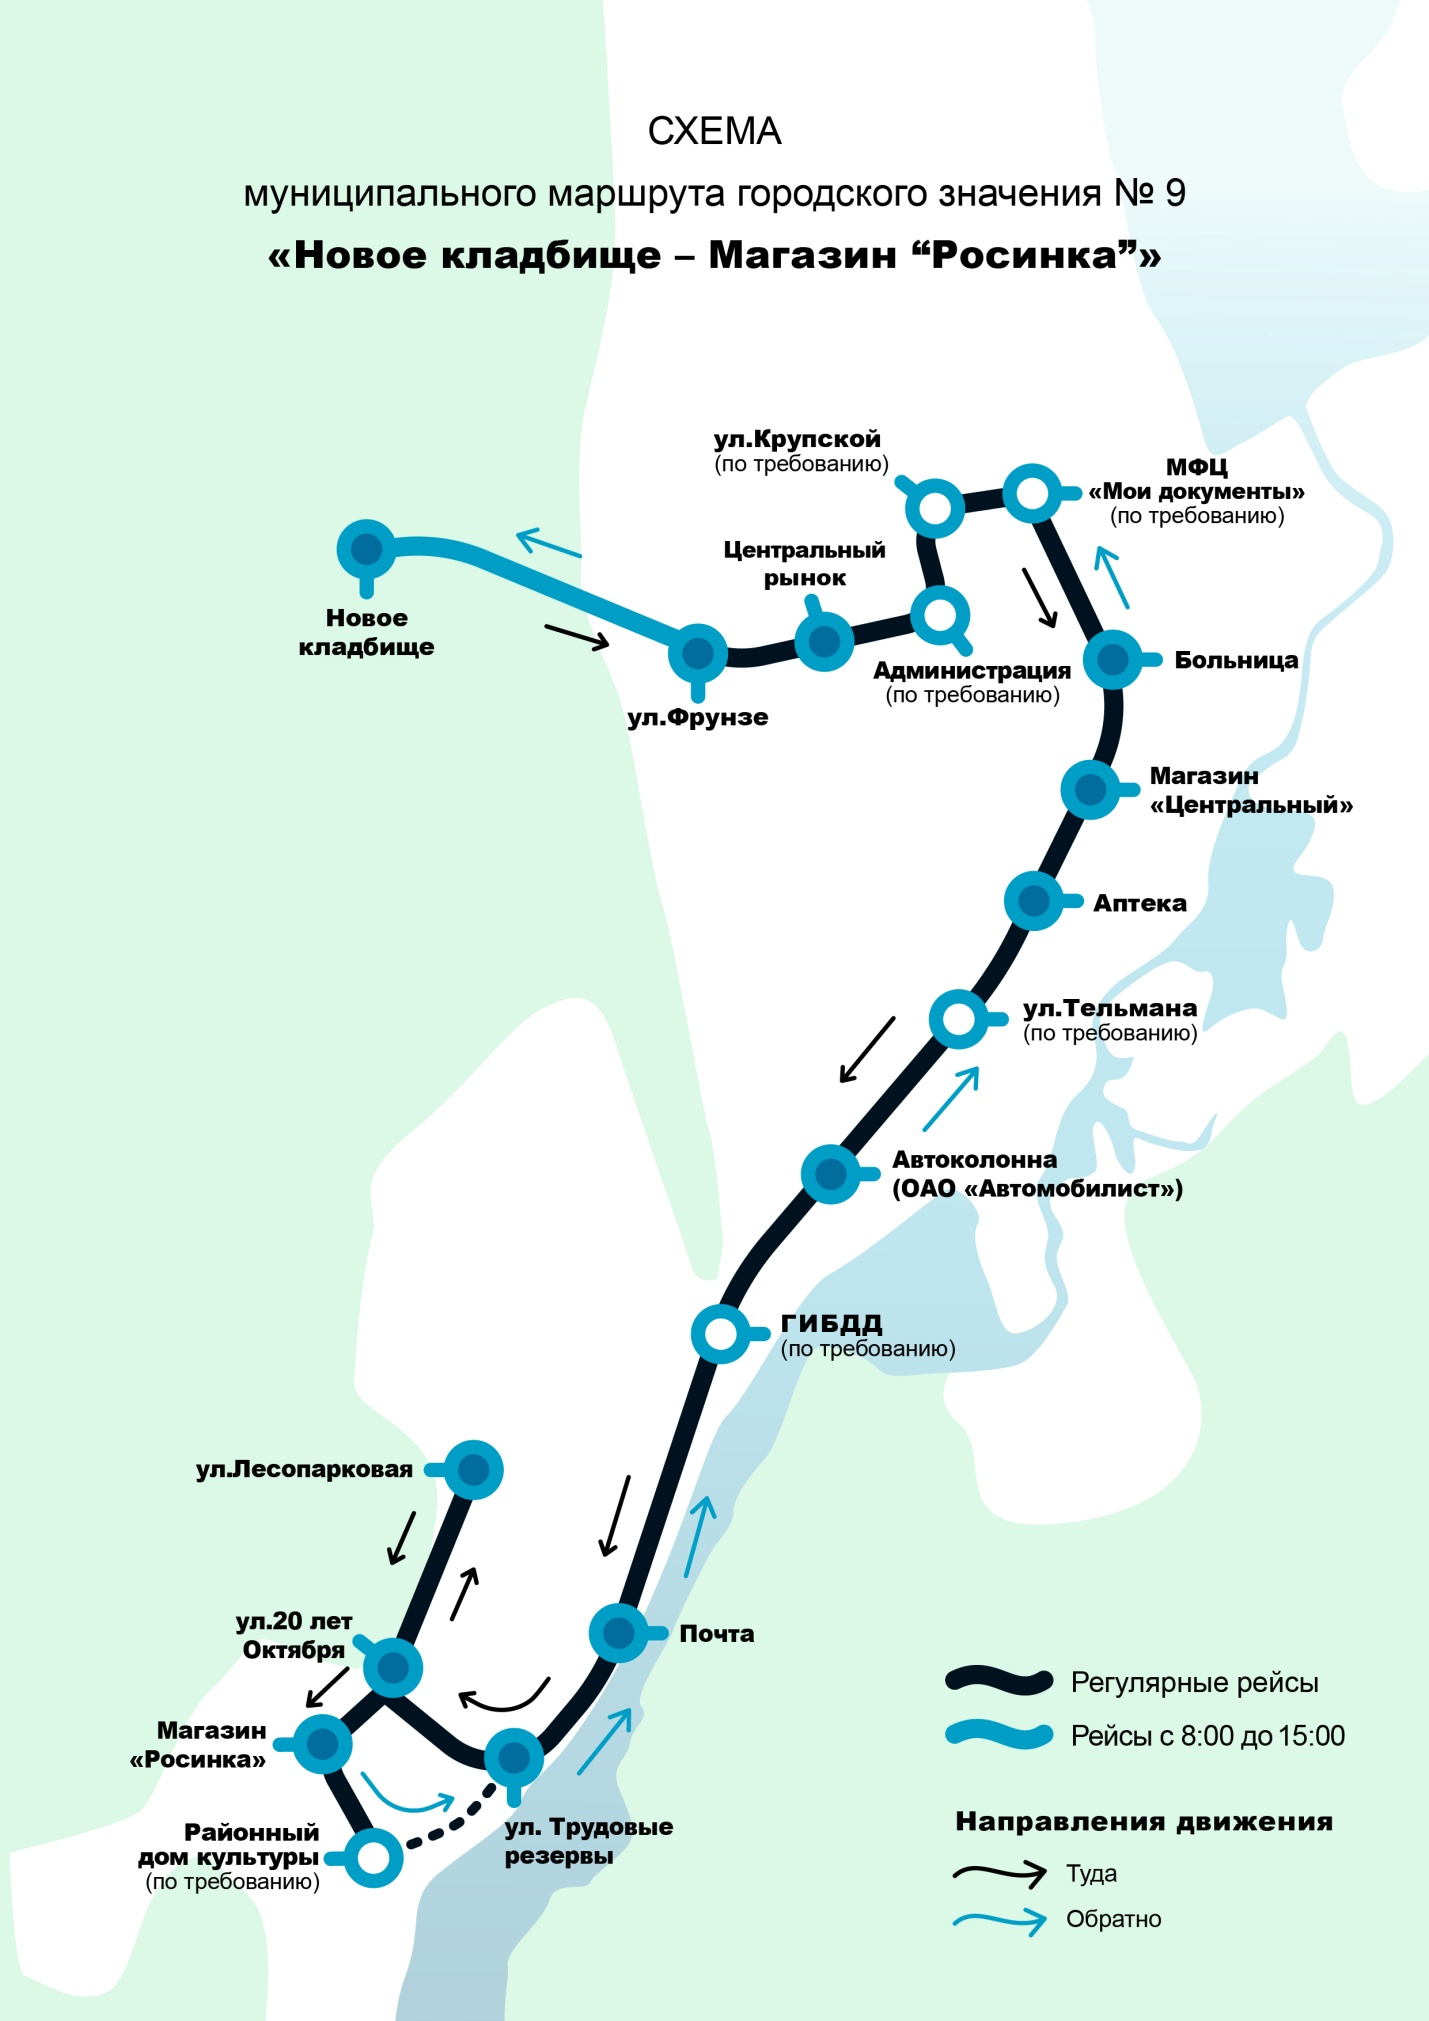 СХЕМА
муниципального маршрута городского значения № 9
«Новое кладбище – Магазин “Росинка”»
ул.Крупской
(по требованию)
МФЦ
«Мои документы»
(по требованию)
Центральный
рынок
Новое
кладбище
Администрация
(по требованию)
Больница
ул.Фрунзе
Магазин
«Центральный»
Аптека
ул.Тельмана
(по требованию)
Автоколонна
(ОАО «Автомобилист»)
ГИБДД
(по требованию)
ул.Лесопарковая
ул.20 лет
Октября
Почта
Магазин
«Росинка»
ул. Трудовые
резервы
Районный
дом культуры
(по требованию)
Регулярные рейсы
Рейсы с 8:00 до 15:00
Направления движения
Туда
Обратно